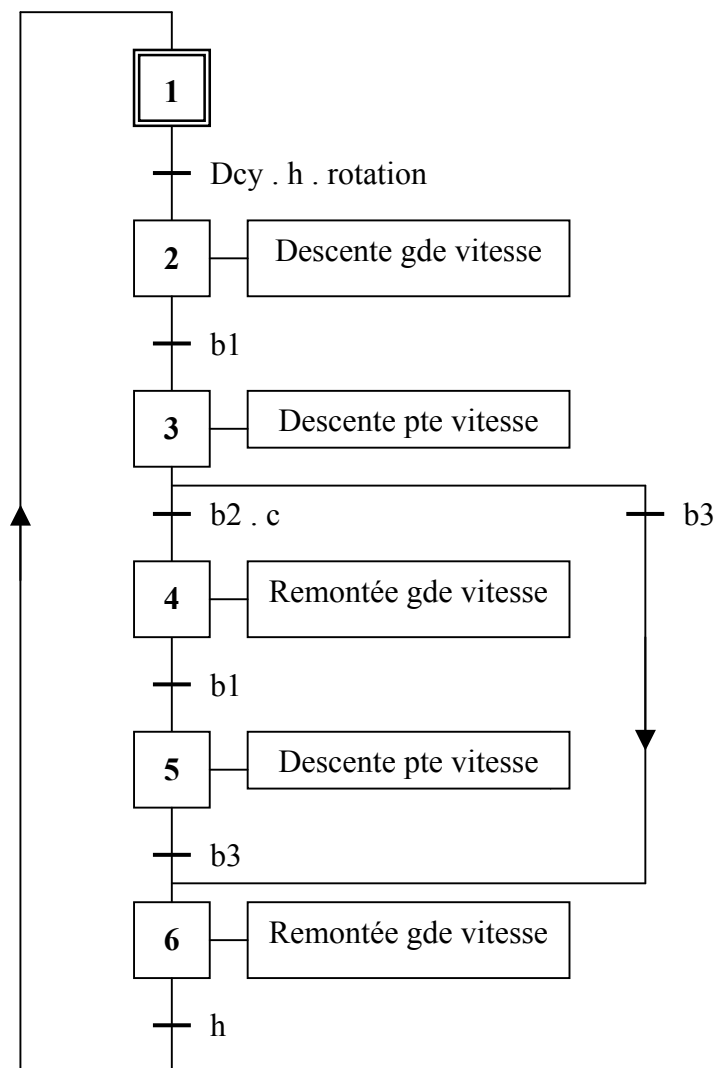 1
Dcy . h . rotation
2
Descente gde vitesse
b1
3
Descente pte vitesse
b2 . c
b3
4
Remontée gde vitesse
b1
5
Descente pte vitesse
b3
6
Remontée gde vitesse
h